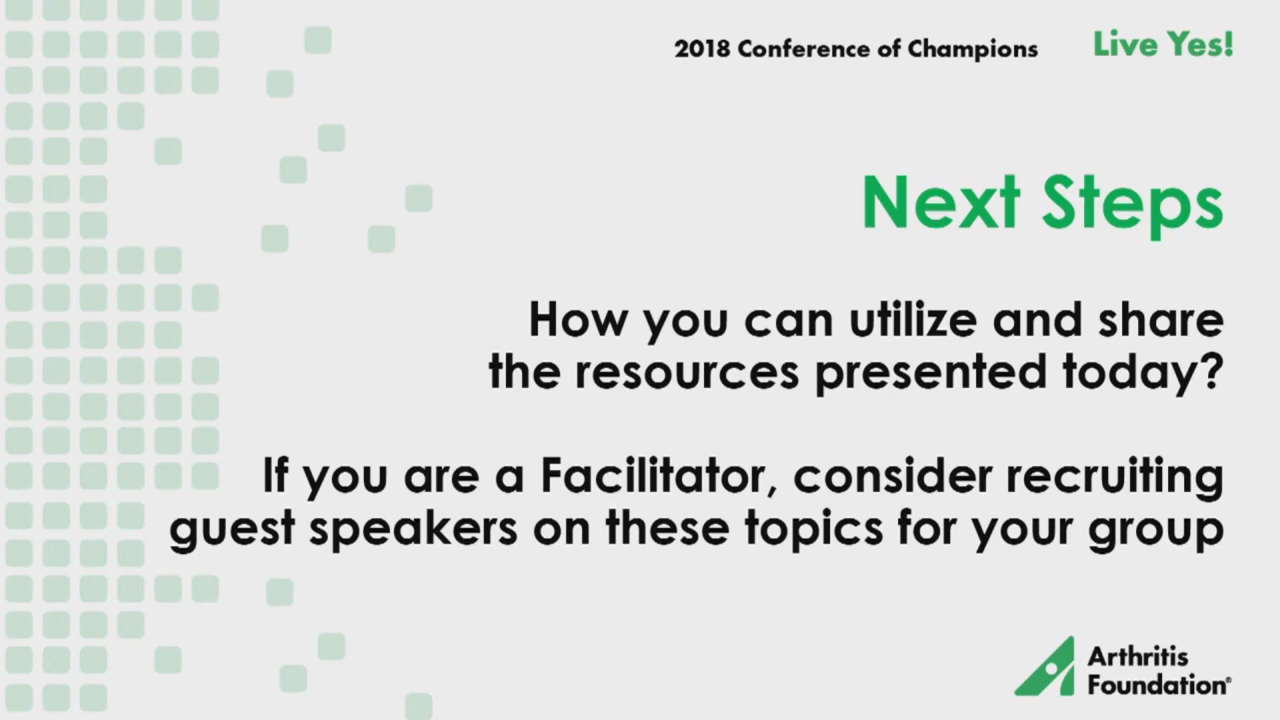 2018 Conference of Champions Live Yes!
Next Steps
How you can utilize and share
the resources presented today?
If you are a Facilitator, consider recruiting
guest speakers on these topics for your group
Arthritis
Foundation®